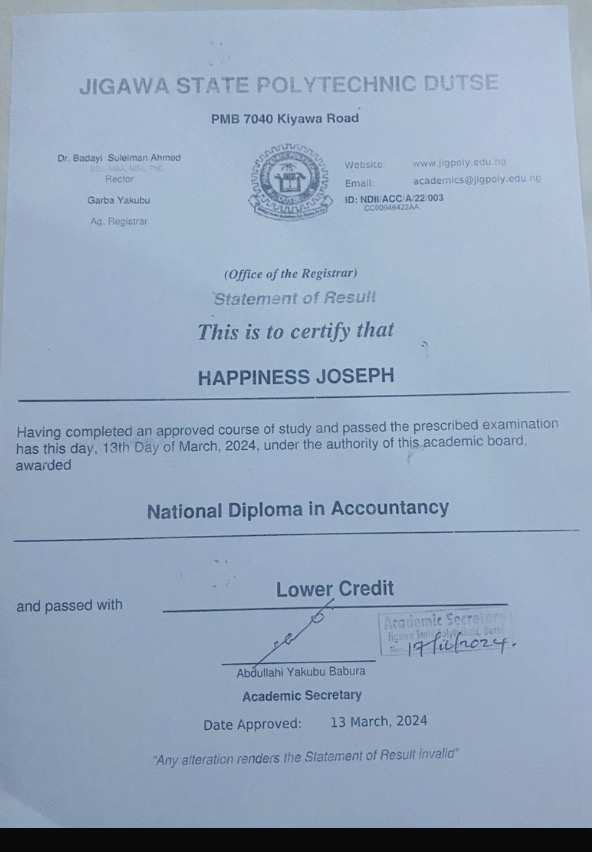 JIGAWA STATE POLYTECHNIC DUTSE
PMB 7040 Kiyawa Road
Dr. Badayi Suleiman Ahmed
Rector
Garba Yakubu
Ag. Registrar
Website: www.jigpoly.edu.ng
Email: academics@jigpoly.edu.ng
ID: NDII/ACC/A/22/003
CC00946422AA
(Office of the Registrar)
Statement of Result
This is to certify that
HAPPINESS JOSEPH
Having completed an approved course of study and passed the prescribed examination
has this day, 13th Day of March, 2024, under the authority of this academic board,
awarded
National Diploma in Accountancy
and passed with
Lower Credit
Academic Secretary
Jigawa State Polytechnic, Dutse
Abdullahi Yakubu Babura
Academic Secretary
Date Approved: 13 March, 2024
"Any alteration renders the Statement of Result invalid"